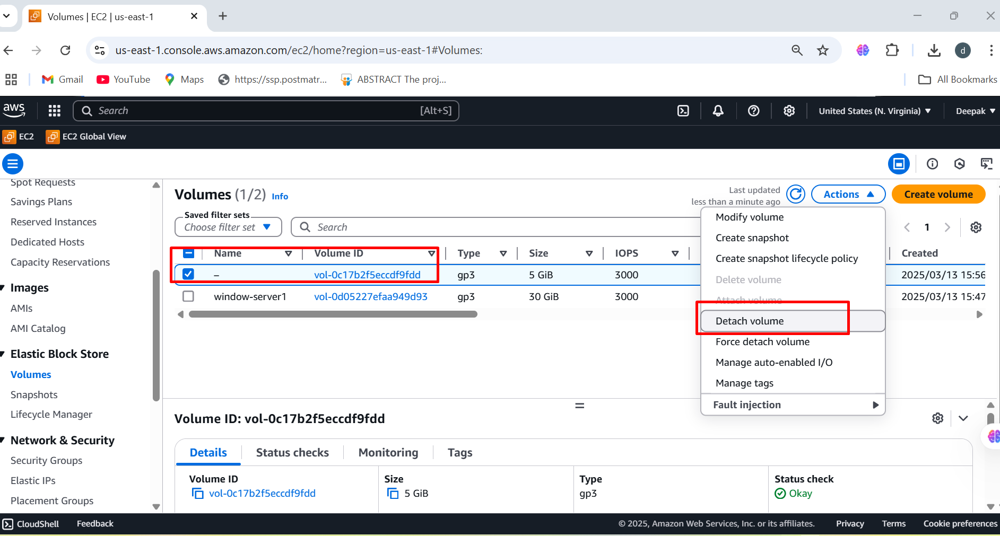 Volumes | EC2 | us-east-1
us-east-1.console.aws.amazon.com/ec2/home?region=us-east-1#Volumes:
d
Gmail
YouTube
Maps
https://ssp.postmatr...
ABSTRACT The proj...
All Bookmarks
aws
Search
[Alt+S]
United States (N. Virginia)
Deepak
EC2
EC2 Global View
Spot Requests
Savings Plans
Reserved Instances
Dedicated Hosts
Capacity Reservations
Images
AMIs
AMI Catalog
Elastic Block Store
Volumes
Snapshots
Lifecycle Manager
Network & Security
Security Groups
Elastic IPs
Placement Groups
Volumes (1/2) Info
Last updated
less than a minute ago
Actions
Create volume
Saved filter sets
Choose filter set
Search
1
Name Volume ID Type Size IOPS Created
– vol-0c17b2f5eccdf9fdd gp3 5 GiB 3000 2025/03/13 15:56
window-server1 vol-0d05227efaa949d93 gp3 30 GiB 3000 2025/03/13 15:47
Modify volume
Create snapshot
Create snapshot lifecycle policy
Delete volume
Attach volume
Detach volume
Force detach volume
Manage auto-enabled I/O
Manage tags
Fault injection
Volume ID: vol-0c17b2f5eccdf9fdd
Details
Status checks
Monitoring
Tags
Volume ID
vol-0c17b2f5eccdf9fdd
Size
5 GiB
Type
gp3
Status check
Okay
CloudShell
Feedback
© 2025, Amazon Web Services, Inc. or its affiliates.
Privacy
Terms
Cookie preferences